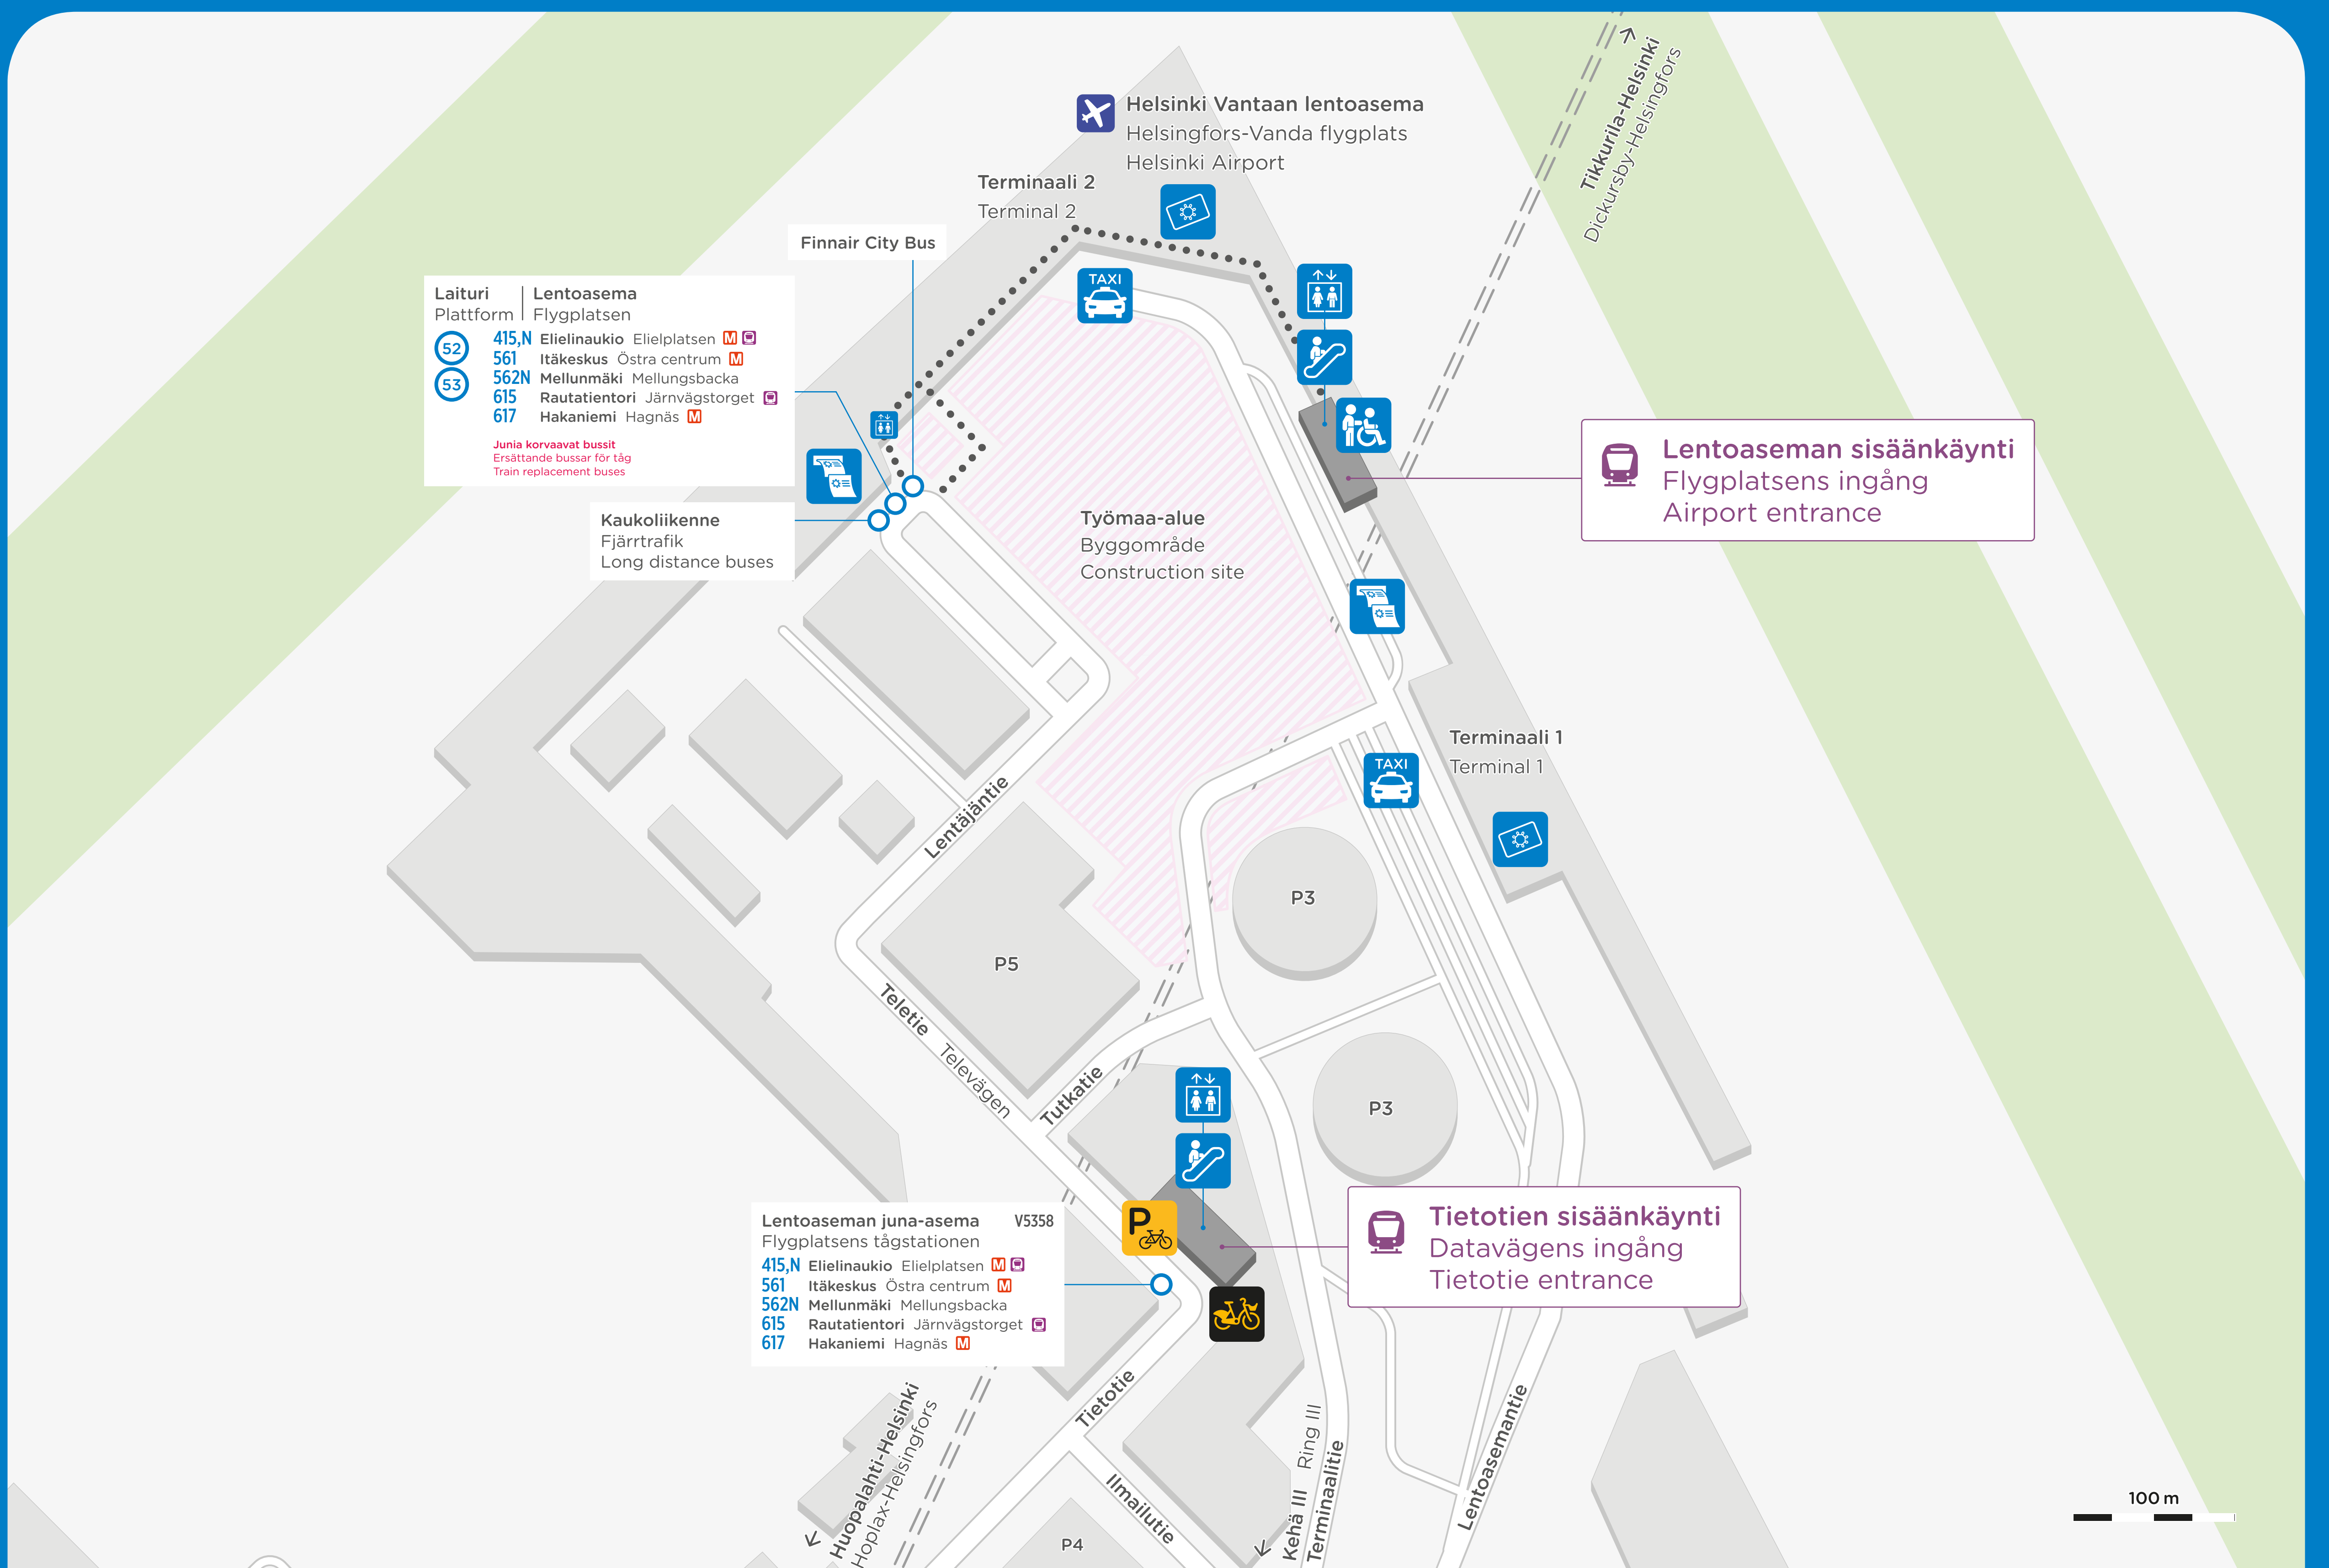 Tikkurila-Helsinki
Dickursby-Helsingfors
Helsinki Vantaan lentoasema
Helsingfors-Vanda flygplats
Helsinki Airport
Terminaali 2
Terminal 2
Finnair City Bus
TAXI
Laituri Lentoasema
Plattform Flygplatsen
52
53
415,N Elielinaukio Elielplatsen M
561 Itäkeskus Östra centrum M
562N Mellunmäki Mellungsbacka
615 Rautatientori Järnvägstorget
617 Hakaniemi Hagnäs M
Junia korvaavat bussit
Ersättande bussar för tåg
Train replacement buses
Kaukoliikenne
Fjärrtrafik
Long distance buses
Lentoaseman sisäänkäynti
Flygplatsens ingång
Airport entrance
Työmaa-alue
Byggområde
Construction site
Terminaali 1
Terminal 1
TAXI
Lentäjäntie
P3
P5
Teletie Televägen
Tutkatie
P3
Lentoaseman juna-asema V5358
Flygplatsens tågstationen
415,N Elielinaukio Elielplatsen M
561 Itäkeskus Östra centrum M
562N Mellunmäki Mellungsbacka
615 Rautatientori Järnvägstorget
617 Hakaniemi Hagnäs M
P
Tietotien sisäänkäynti
Datavägens ingång
Tietotie entrance
Tietotie
Huopalahti-Helsinki
Hoplax-Helsingfors
Ilmailutie
P4
Kehä III Ring III
Terminaalitie
Lentoasemantie
100 m